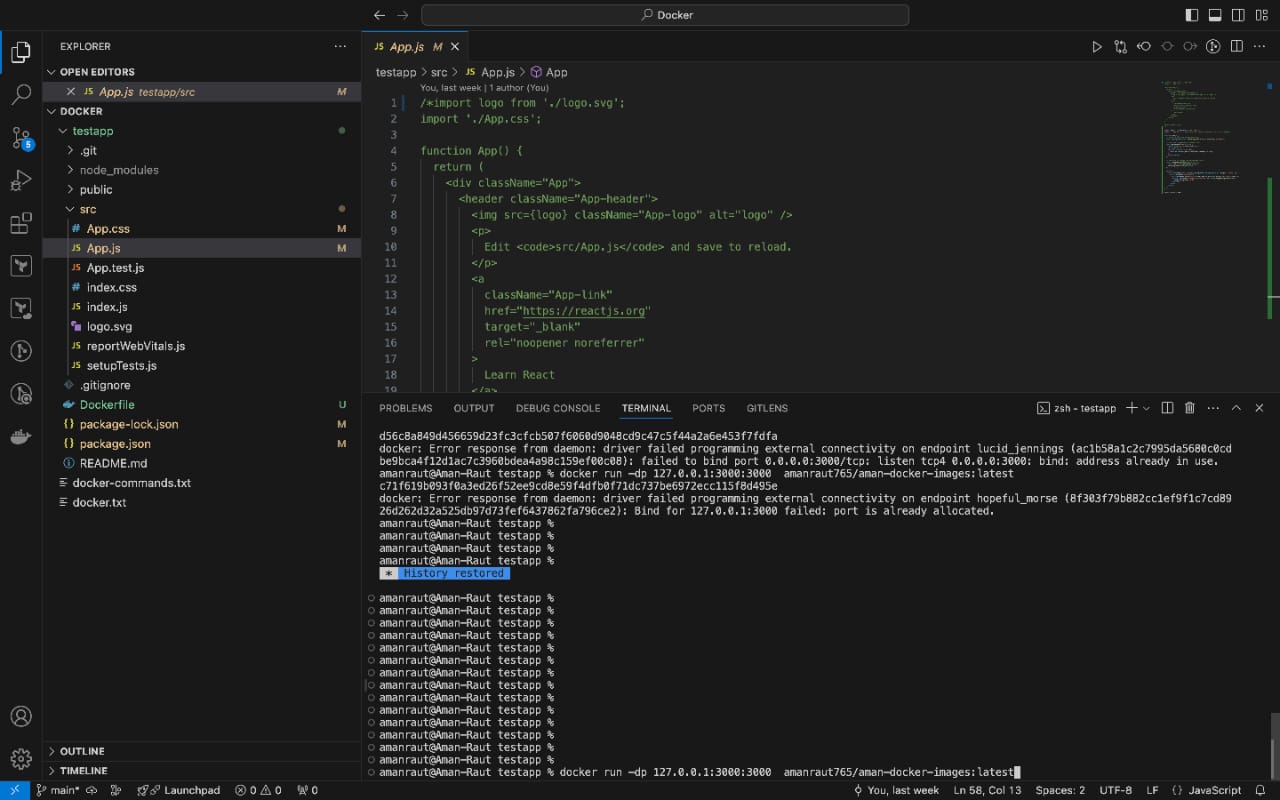 Docker
EXPLORER
OPEN EDITORS
App.js testapp/src M
DOCKER
testapp
.git
node_modules
public
src
App.css M
App.js M
App.test.js
index.css
index.js
logo.svg
reportWebVitals.js
setupTests.js
.gitignore
Dockerfile U
package-lock.json M
package.json M
README.md
docker-commands.txt
docker.txt
OUTLINE
TIMELINE
5
JS App.js M
testapp > src > JS App.js > App
You, last week | 1 author (You)
1 /*import logo from './logo.svg';
2 import './App.css';
3
4 function App() {
5 return (
6 <div className="App">
7 <header className="App-header">
8 <img src={logo} className="App-logo" alt="logo" />
9 <p>
10 Edit <code>src/App.js</code> and save to reload.
11 </p>
12 <a
13 className="App-link"
14 href="https://reactjs.org"
15 target="_blank"
16 rel="noopener noreferrer"
17 >
18 Learn React
19 </a>
PROBLEMS OUTPUT DEBUG CONSOLE TERMINAL PORTS GITLENS
zsh - testapp
d56c8a849d456659d23fc3cfcb507f6060d9048cd9c47c5f44a2a6e453f7fdfa
docker: Error response from daemon: driver failed programming external connectivity on endpoint lucid_jennings (ac1b58a1c2c7995da5680c0cd
be9bca4f12d1ac7c3960bdea4a98c159ef00c08): failed to bind port 0.0.0.0:3000/tcp: listen tcp4 0.0.0.0:3000: bind: address already in use.
amanraut@Aman-Raut testapp % docker run -dp 127.0.0.1:3000:3000  amanraut765/aman-docker-images:latest
c71f619b093f0a3ed26f52ee9cd8e59f4dfb0f71dc737be6972ecc115f8d495e
docker: Error response from daemon: driver failed programming external connectivity on endpoint hopeful_morse (8f303f79b882cc1ef9f1c7cd89
26d262d32a525db97d73fef6437862fa796ce2): Bind for 127.0.0.1:3000 failed: port is already allocated.
amanraut@Aman-Raut testapp %
amanraut@Aman-Raut testapp %
amanraut@Aman-Raut testapp %
amanraut@Aman-Raut testapp %
* History restored
amanraut@Aman-Raut testapp %
amanraut@Aman-Raut testapp %
amanraut@Aman-Raut testapp %
amanraut@Aman-Raut testapp %
amanraut@Aman-Raut testapp %
amanraut@Aman-Raut testapp %
amanraut@Aman-Raut testapp %
amanraut@Aman-Raut testapp %
amanraut@Aman-Raut testapp %
amanraut@Aman-Raut testapp %
amanraut@Aman-Raut testapp %
amanraut@Aman-Raut testapp %
amanraut@Aman-Raut testapp %
amanraut@Aman-Raut testapp %
amanraut@Aman-Raut testapp % docker run -dp 127.0.0.1:3000:3000  amanraut765/aman-docker-images:latest
main* Launchpad 0 0 0 You, last week Ln 58, Col 13 Spaces: 2 UTF-8 LF {} JavaScript